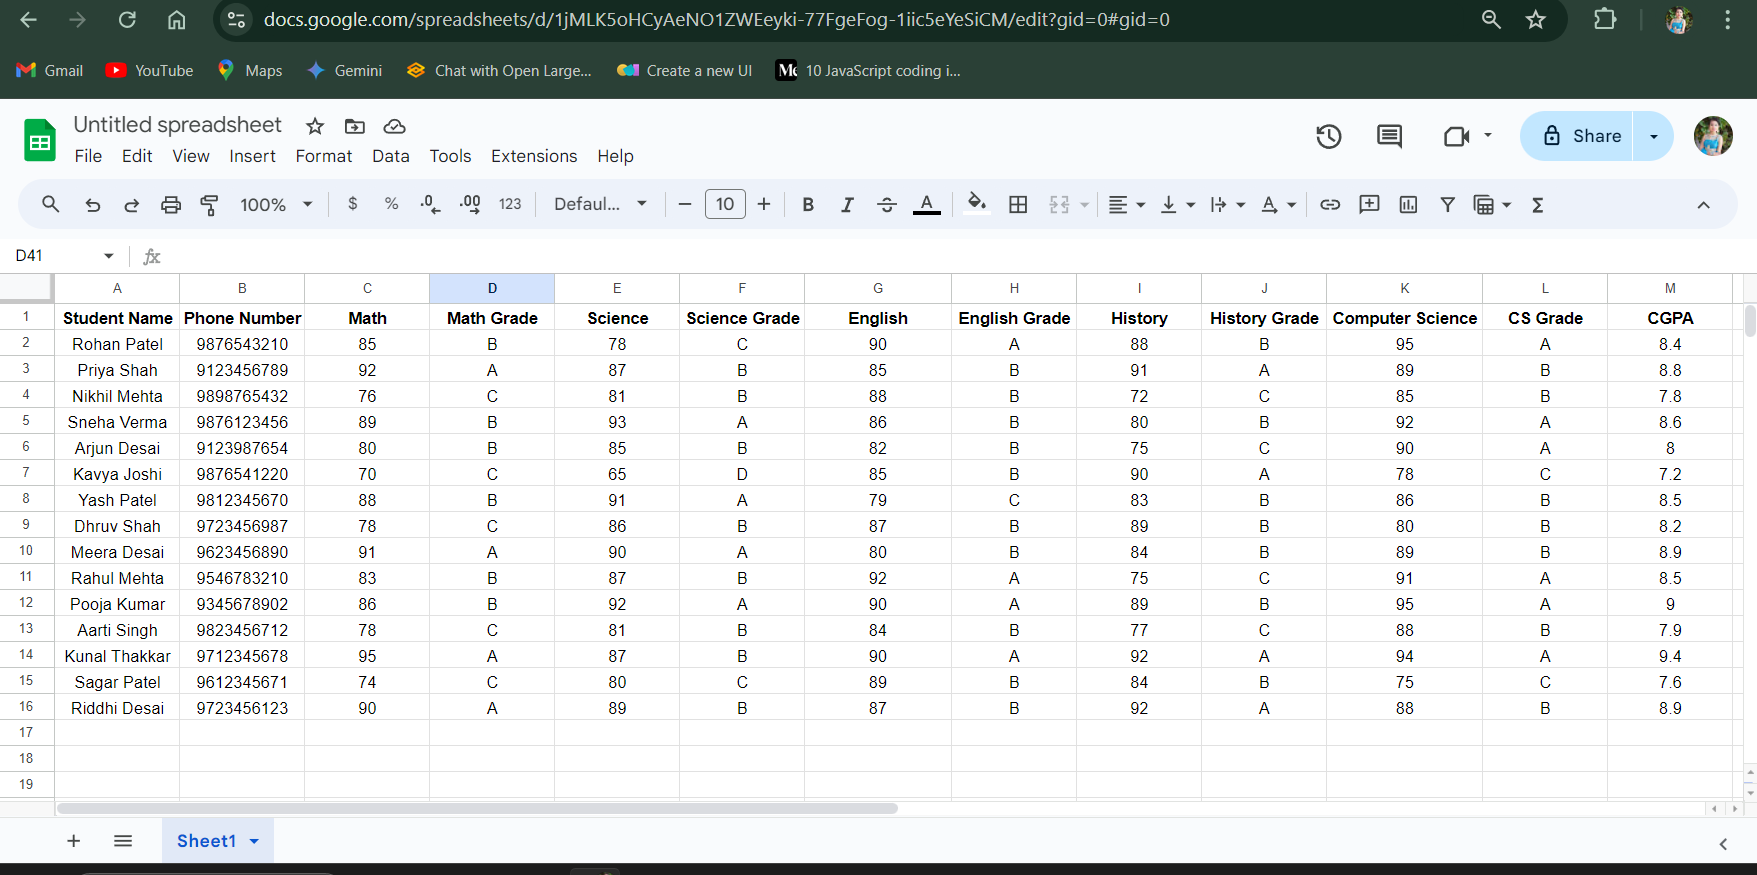 docs.google.com/spreadsheets/d/1jMLK5oHCyAeNO1ZWEeyki-77FgeFog-1iic5eYeSiCM/edit?gid=0#gid=0
Gmail YouTube Maps Gemini Chat with Open Large... Create a new UI 10 JavaScript coding i...
Untitled spreadsheet
File Edit View Insert Format Data Tools Extensions Help
Share
100% $ % .0 .00 123 Defaul... 10 B I A A Σ
D41 fx
A B C D E F G H I J K L M
1 Student Name Phone Number Math Math Grade Science Science Grade English English Grade History History Grade Computer Science CS Grade CGPA
2 Rohan Patel 9876543210 85 B 78 C 90 A 88 B 95 A 8.4
3 Priya Shah 9123456789 92 A 87 B 85 B 91 A 89 B 8.8
4 Nikhil Mehta 9898765432 76 C 81 B 88 B 72 C 85 B 7.8
5 Sneha Verma 9876123456 89 B 93 A 86 B 80 B 92 A 8.6
6 Arjun Desai 9123987654 80 B 85 B 82 B 75 C 90 A 8
7 Kavya Joshi 9876541220 70 C 65 D 85 B 90 A 78 C 7.2
8 Yash Patel 9812345670 88 B 91 A 79 C 83 B 86 B 8.5
9 Dhruv Shah 9723456987 78 C 86 B 87 B 89 B 80 B 8.2
10 Meera Desai 9623456890 91 A 90 A 80 B 84 B 89 B 8.9
11 Rahul Mehta 9546783210 83 B 87 B 92 A 75 C 91 A 8.5
12 Pooja Kumar 9345678902 86 B 92 A 90 A 89 B 95 A 9
13 Aarti Singh 9823456712 78 C 81 B 84 B 77 C 88 B 7.9
14 Kunal Thakkar 9712345678 95 A 87 B 90 A 92 A 94 A 9.4
15 Sagar Patel 9612345671 74 C 80 C 89 B 84 B 75 C 7.6
16 Riddhi Desai 9723456123 90 A 89 B 87 B 92 A 88 B 8.9
17
18
19
Sheet1